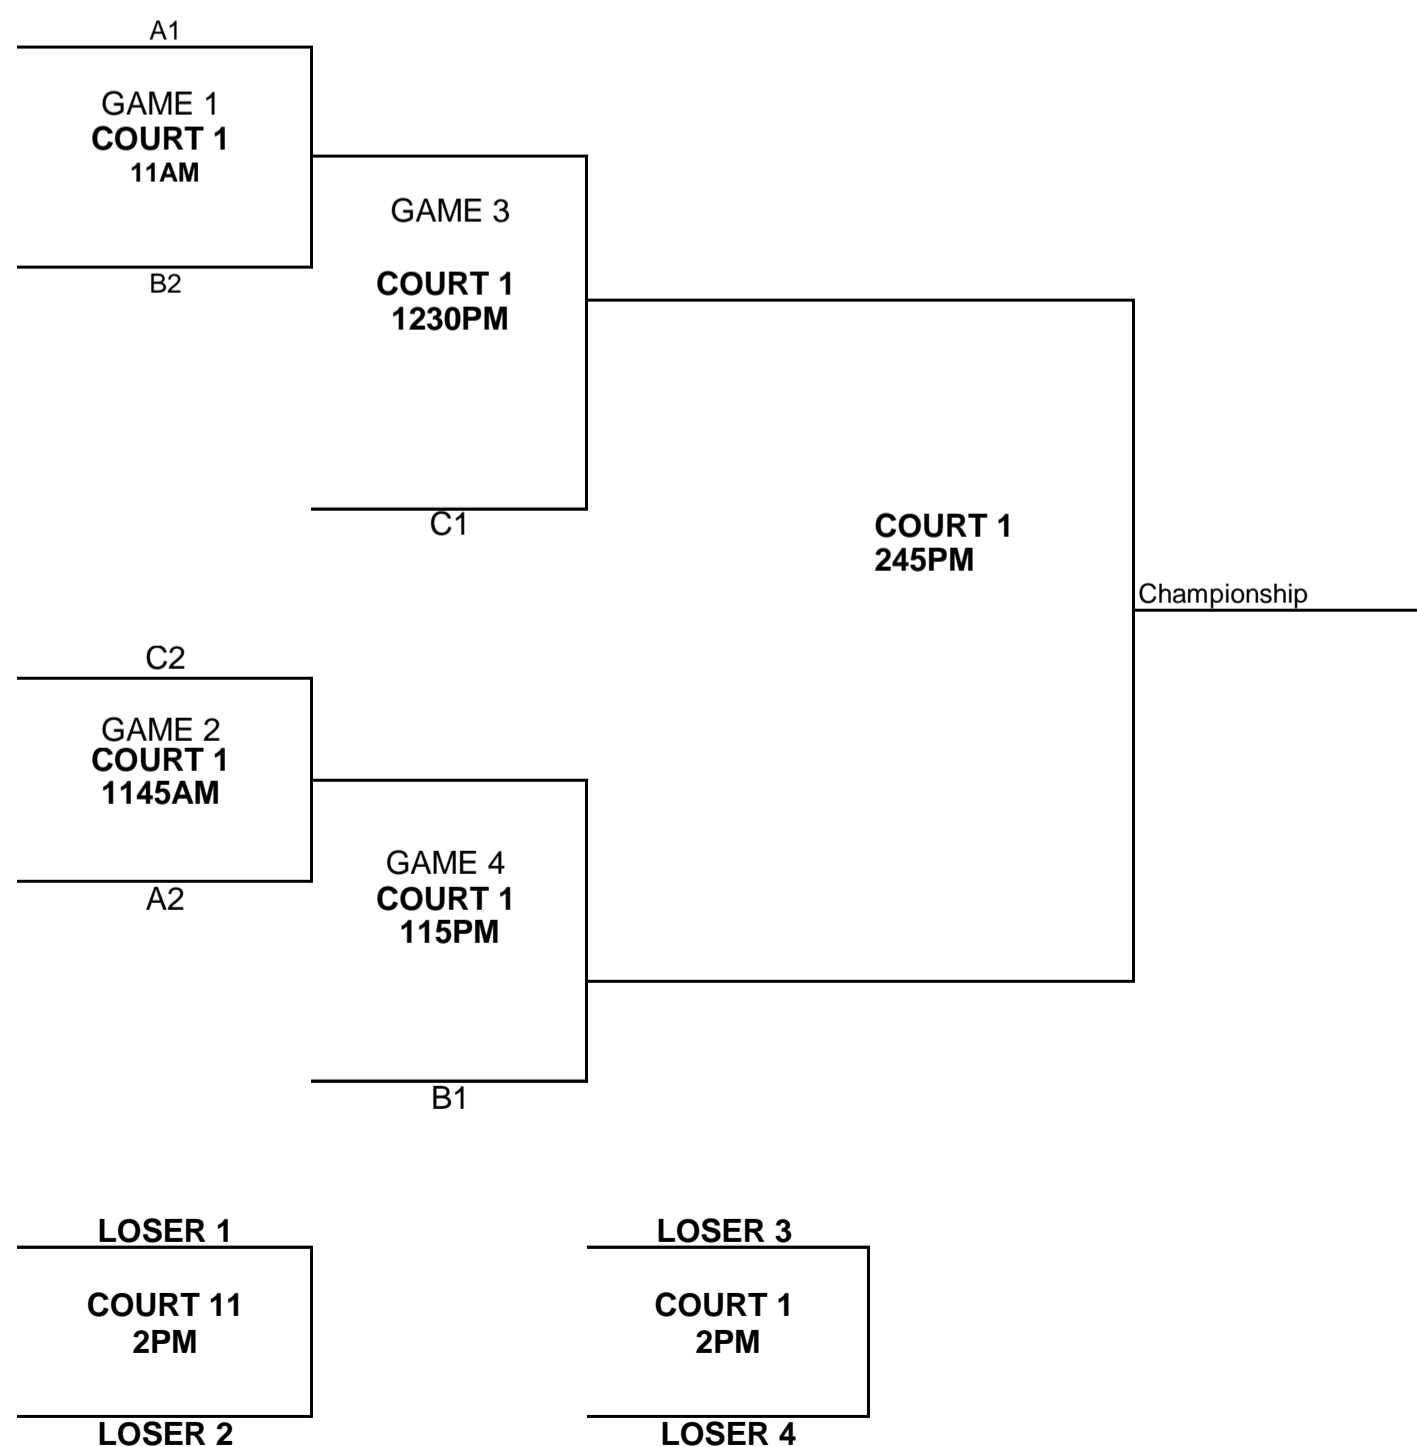 A1
GAME 1
COURT 1
11AM
B2
GAME 3
COURT 1
1230PM
C1
COURT 1
245PM
Championship
C2
GAME 2
COURT 1
1145AM
A2
GAME 4
COURT 1
115PM
B1
LOSER 1
COURT 11
2PM
LOSER 2
LOSER 3
COURT 1
2PM
LOSER 4